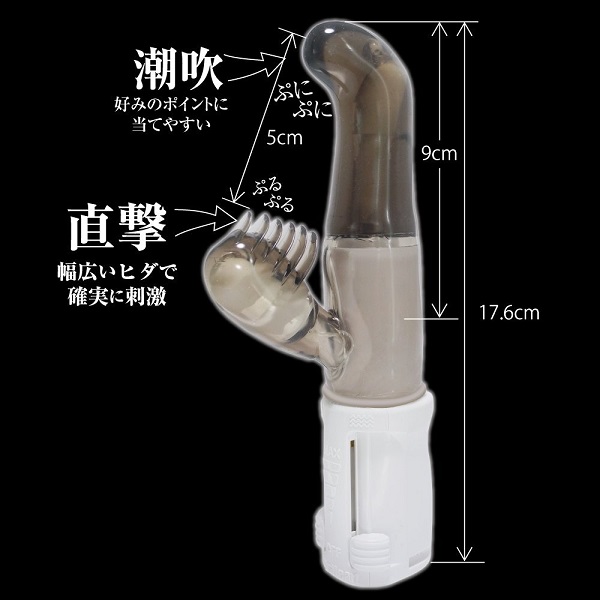 潮吹
好みのポイントに
当てやすい
ぷに
ぷに
5cm
9cm
ぷる
ぷる
直撃
幅広いヒダで
確実に刺激
17.6cm